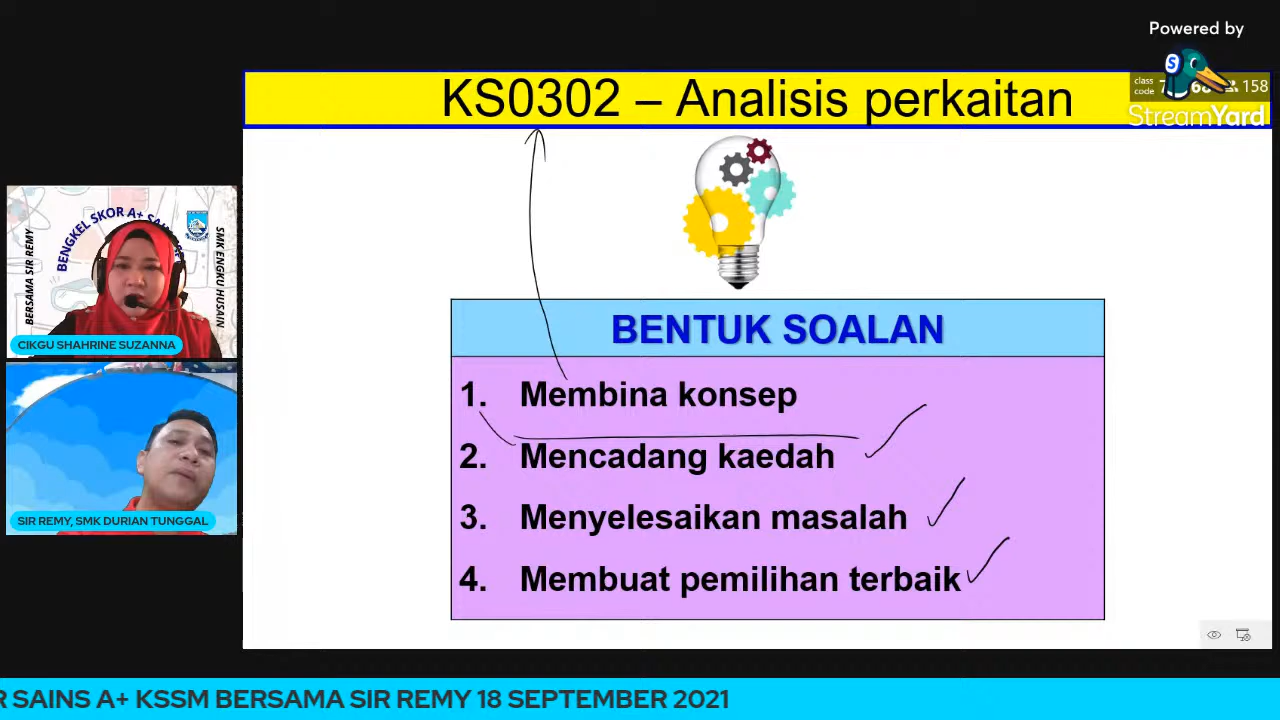 Powered by
StreamYard
class code
158
KS0302 – Analisis perkaitan
BENGKEL SKOR A+
BERSAMA SIR REMY
SMK ENGKU HUSAIN
CIKGU SHAHRINE SUZANNA
SIR REMY, SMK DURIAN TUNGGAL
BENTUK SOALAN
1. Membina konsep
2. Mencadang kaedah
3. Menyelesaikan masalah
4. Membuat pemilihan terbaik
R SAINS A+ KSSM BERSAMA SIR REMY 18 SEPTEMBER 2021